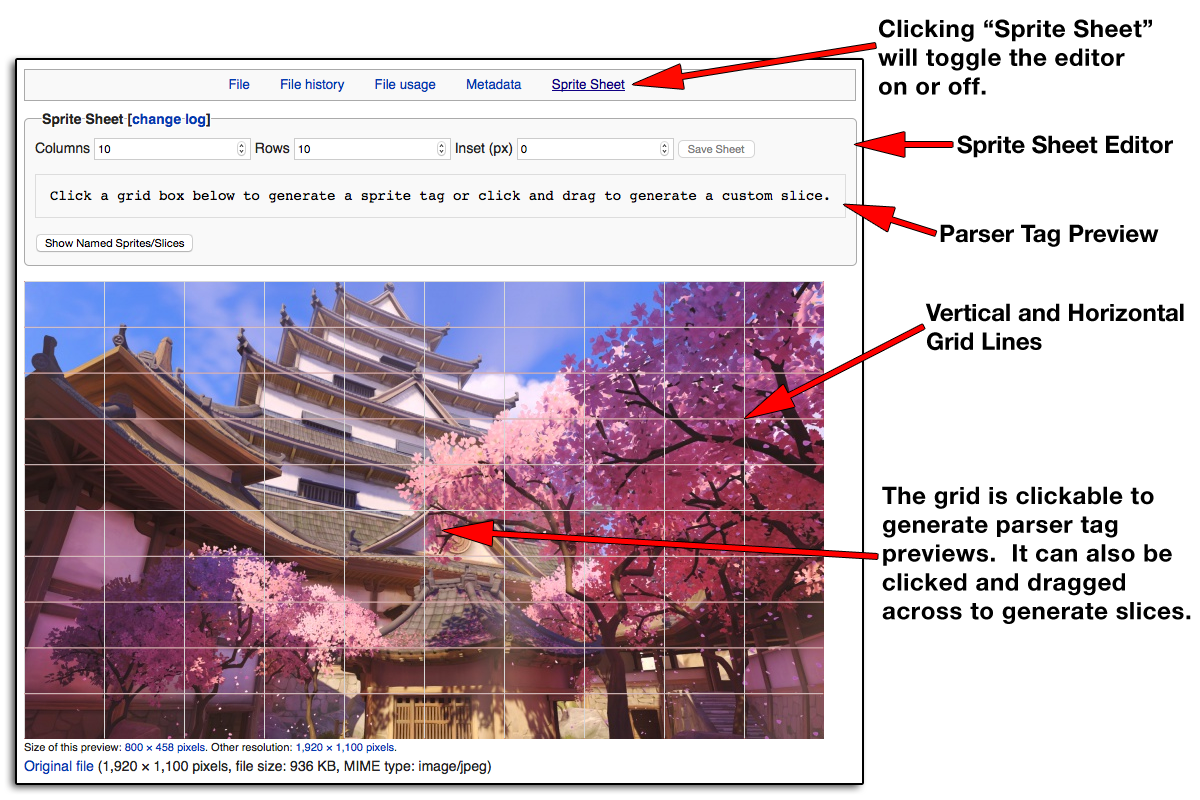 Clicking “Sprite Sheet”
will toggle the editor
on or off.
File File history File usage Metadata Sprite Sheet
Sprite Sheet [change log]
Columns 10 Rows 10 Inset (px) 0 Save Sheet
Sprite Sheet Editor
Click a grid box below to generate a sprite tag or click and drag to generate a custom slice.
Parser Tag Preview
Show Named Sprites/Slices
Vertical and Horizontal
Grid Lines
The grid is clickable to
generate parser tag
previews.  It can also be
clicked and dragged
across to generate slices.
Size of this preview: 800 × 458 pixels. Other resolution: 1,920 × 1,100 pixels.
Original file (1,920 × 1,100 pixels, file size: 936 KB, MIME type: image/jpeg)